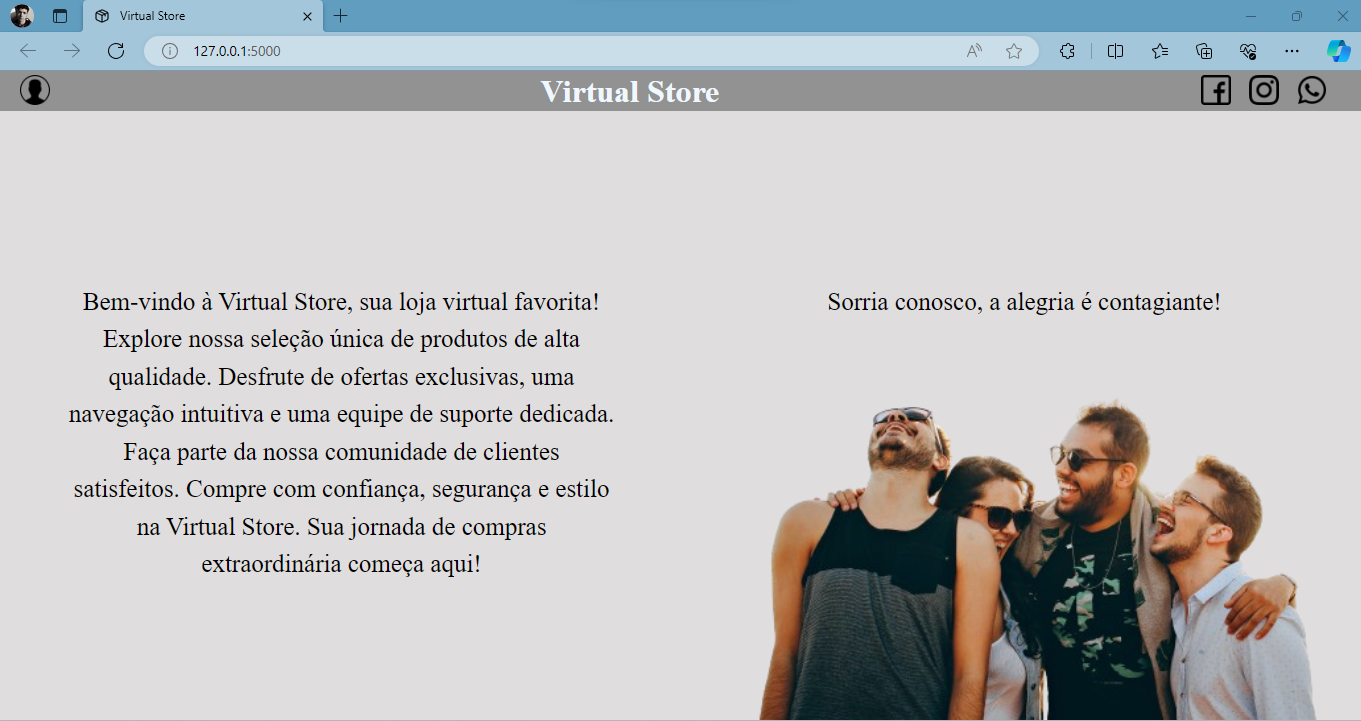 Virtual Store
127.0.0.1:5000
Virtual Store
Bem-vindo à Virtual Store, sua loja virtual favorita!
Explore nossa seleção única de produtos de alta
qualidade. Desfrute de ofertas exclusivas, uma
navegação intuitiva e uma equipe de suporte dedicada.
Faça parte da nossa comunidade de clientes
satisfeitos. Compre com confiança, segurança e estilo
na Virtual Store. Sua jornada de compras
extraordinária começa aqui!
Sorria conosco, a alegria é contagiante!